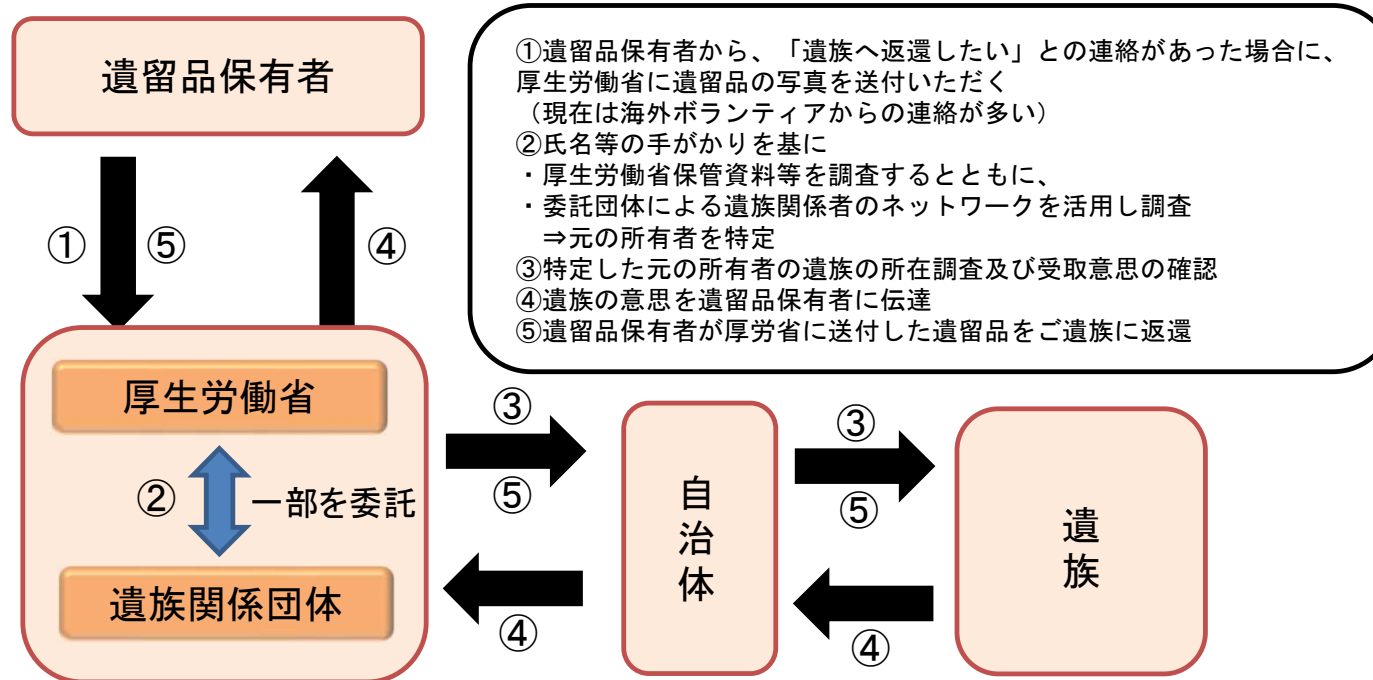 遺留品保有者
①遺留品保有者から、「遺族へ返還したい」との連絡があった場合に、
厚生労働省に遺留品の写真を送付いただく
（現在は海外ボランティアからの連絡が多い）
②氏名等の手がかりを基に
・厚生労働省保管資料等を調査するとともに、
・委託団体による遺族関係者のネットワークを活用し調査
⇒元の所有者を特定
③特定した元の所有者の遺族の所在調査及び受取意思の確認
④遺族の意思を遺留品保有者に伝達
⑤遺留品保有者が厚労省に送付した遺留品をご遺族に返還
① ⑤ ④
厚生労働省
② 一部を委託
遺族関係団体
③
⑤
④
自治体
③
⑤
④
遺族